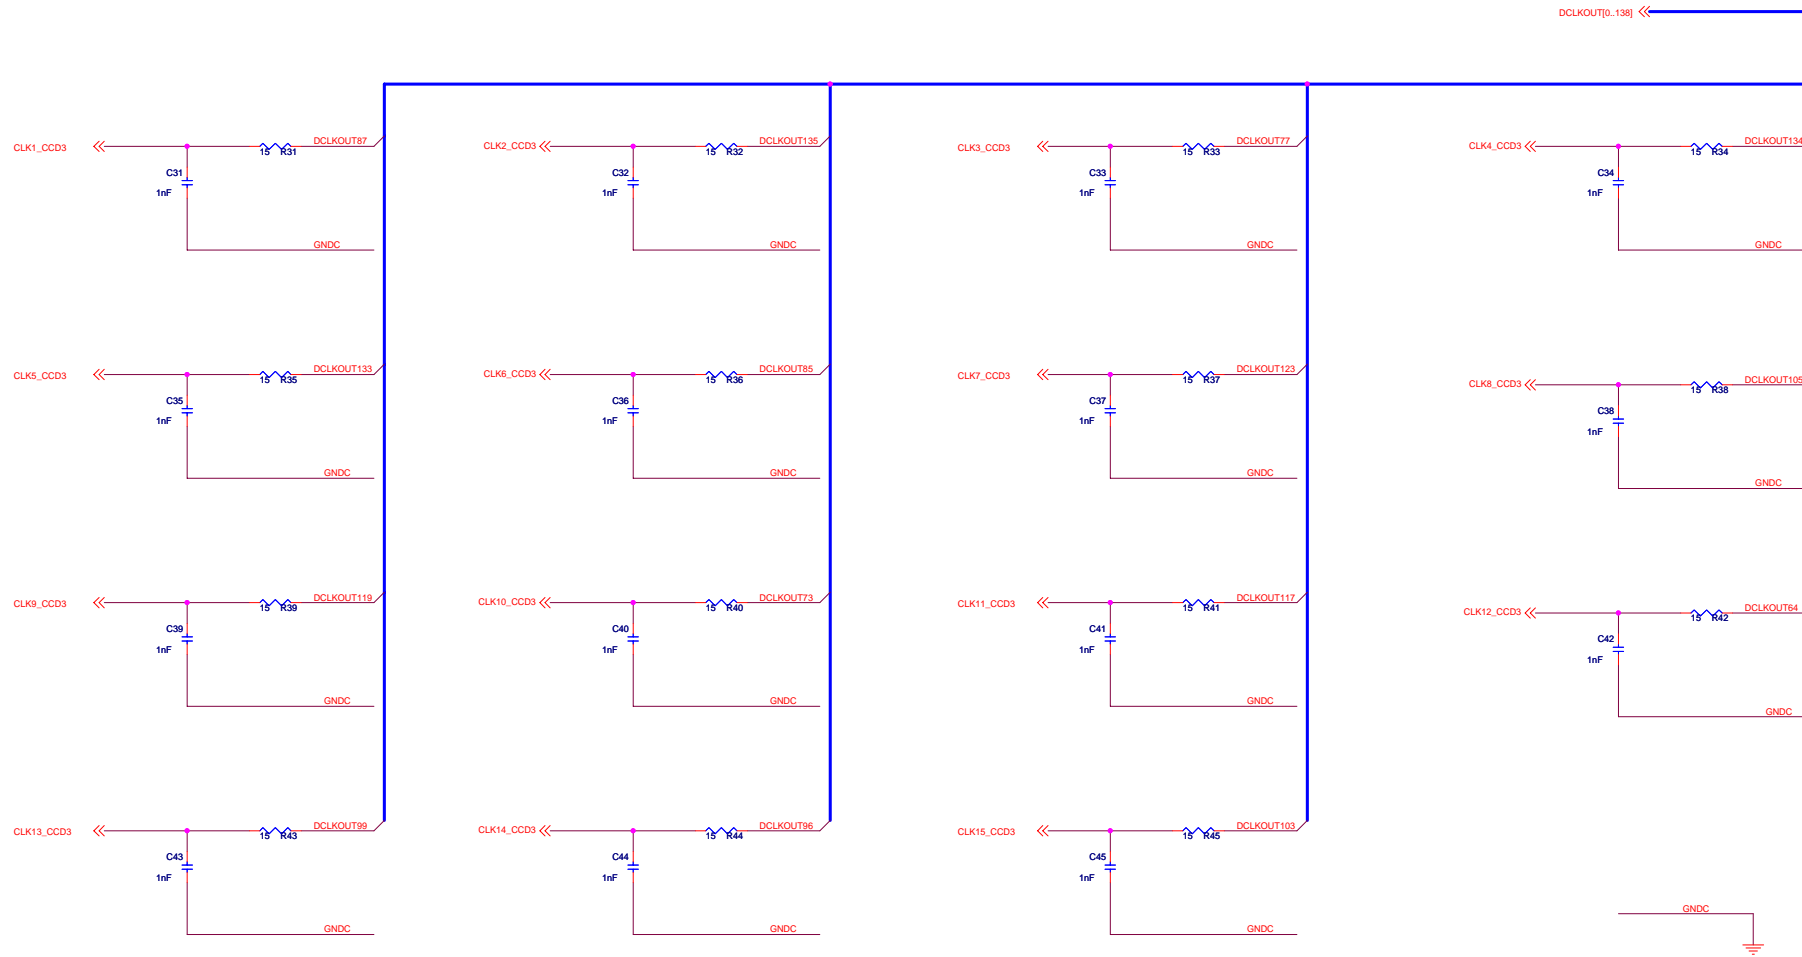 DCLKOUT[0..138]
CLK1_CCD3 15 R31 DCLKOUT87
C31
1nF
GNDC
CLK2_CCD3 15 R32 DCLKOUT135
C32
1nF
GNDC
CLK3_CCD3 15 R33 DCLKOUT77
C33
1nF
GNDC
CLK4_CCD3 15 R34 DCLKOUT134
C34
1nF
GNDC
CLK5_CCD3 15 R35 DCLKOUT133
C35
1nF
GNDC
CLK6_CCD3 15 R36 DCLKOUT85
C36
1nF
GNDC
CLK7_CCD3 15 R37 DCLKOUT123
C37
1nF
GNDC
CLK8_CCD3 15 R38 DCLKOUT105
C38
1nF
GNDC
CLK9_CCD3 15 R39 DCLKOUT119
C39
1nF
GNDC
CLK10_CCD3 15 R40 DCLKOUT73
C40
1nF
GNDC
CLK11_CCD3 15 R41 DCLKOUT117
C41
1nF
GNDC
CLK12_CCD3 15 R42 DCLKOUT64
C42
1nF
GNDC
CLK13_CCD3 15 R43 DCLKOUT99
C43
1nF
GNDC
CLK14_CCD3 15 R44 DCLKOUT96
C44
1nF
GNDC
CLK15_CCD3 15 R45 DCLKOUT103
C45
1nF
GNDC
GNDC